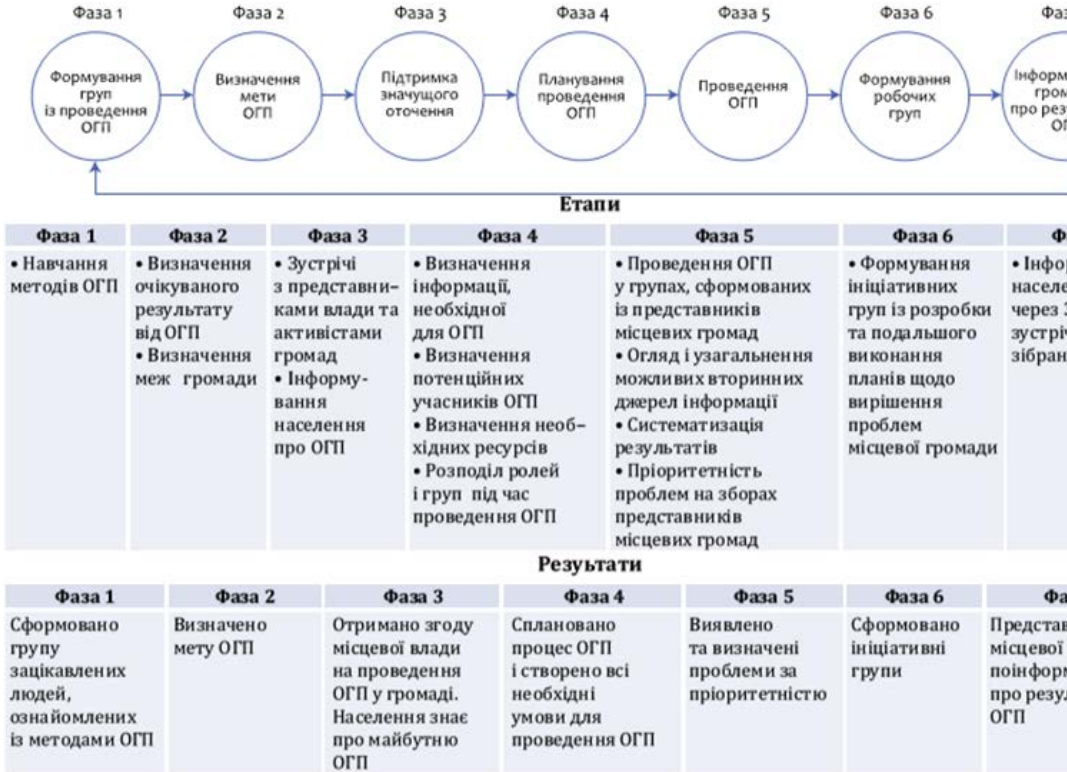 Фаза 1
Фаза 2
Фаза 3
Фаза 4
Фаза 5
Фаза 6
Формування
груп
із проведення
ОГП
Визначення
мети
ОГП
Підтримка
значущого
оточення
Планування
проведення
ОГП
Проведення
ОГП
Формування
робочих
груп
про
Етапи
Фаза 1
Фаза 2
Фаза 3
Фаза 4
Фаза 5
Фаза 6
• Навчання
методів ОГП
• Визначення
очікуваного
результату
від ОГП
• Визначення
меж громади
• Зустрічі
з представни–
ками влади та
активістами
громад
• Інформу-
вання
населення
про ОГП
• Визначення
інформації,
необхідної
для ОГП
• Визначення
потенційних
учасників ОГП
• Визначення необ–
хідних ресурсів
• Розподіл ролей
і груп під час
проведення ОГП
• Проведення ОГП
у групах, сформованих
із представників
місцевих громад
• Огляд і узагальнення
можливих вторинних
джерел інформації
• Систематизація
результатів
• Пріоритетність
проблем на зборах
представників
місцевих громад
• Формування
ініціативних
груп із розробки
та подальшого
виконання
планів щодо
вирішення
проблем
місцевої громади
через
Резуьтати
Фаза 1
Фаза 2
Фаза 3
Фаза 4
Фаза 5
Фаза 6
Сформовано
групу
зацікавлених
людей,
ознайомлених
із методами ОГП
Визначено
мету ОГП
Отримано згоду
місцевої влади
на проведення
ОГП у громаді.
Населення знає
про майбутню
ОГП
Сплановано
процес ОГП
і створено всі
необхідні
умови для
проведення ОГП
Виявлено
та визначені
проблеми за
пріоритетністю
Сформовано
ініціативні
групи
місцевої
про
ОГП